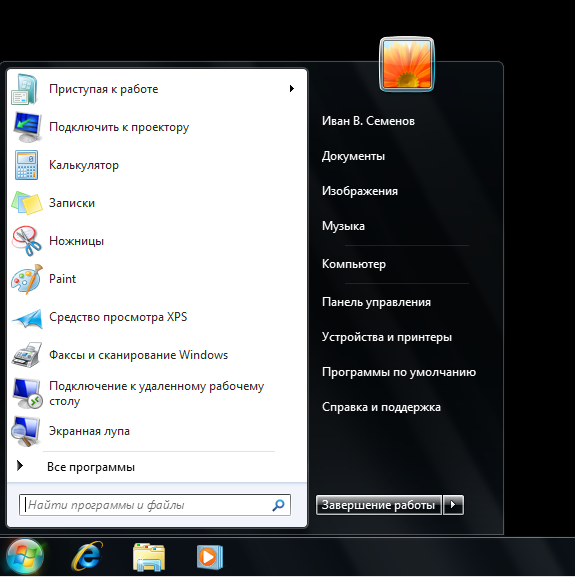 Приступая к работе
Подключить к проектору
Калькулятор
Записки
Ножницы
Paint
Средство просмотра XPS
Факсы и сканирование Windows
Подключение к удаленному рабочему
столу
Экранная лупа
Все программы
Найти программы и файлы
Иван В. Семенов
Документы
Изображения
Музыка
Компьютер
Панель управления
Устройства и принтеры
Программы по умолчанию
Справка и поддержка
Завершение работы